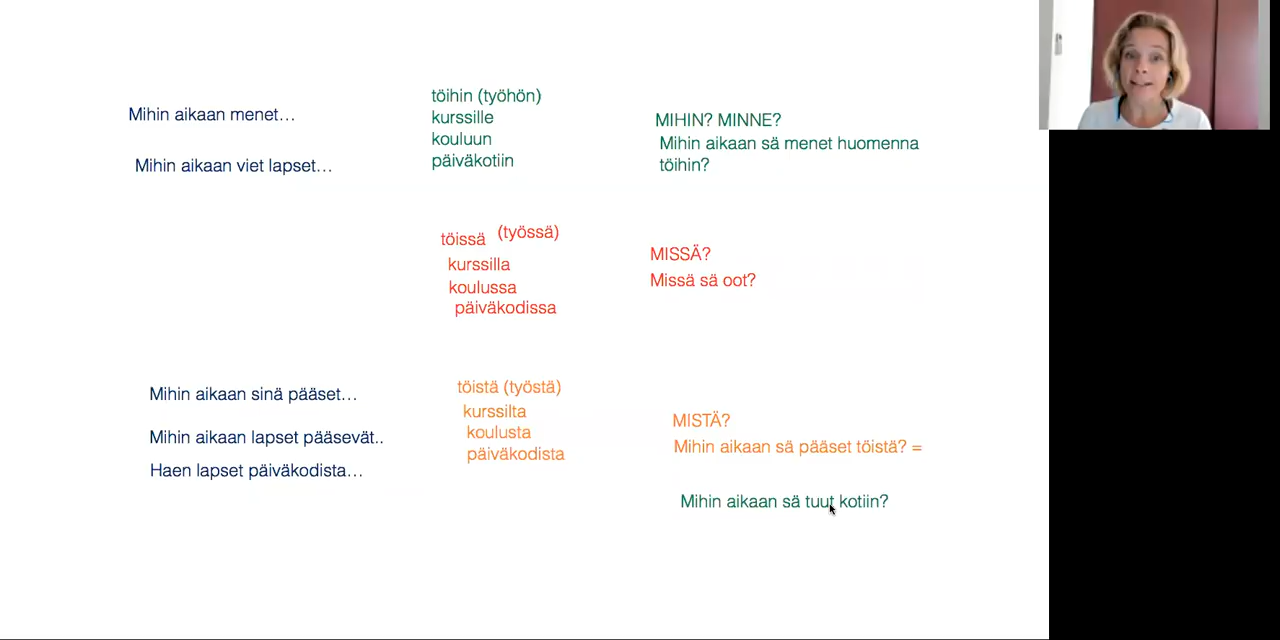 Mihin aikaan menet…
Mihin aikaan viet lapset…
töihin (työhön)
kurssille
kouluun
päiväkotiin
MIHIN? MINNE?
Mihin aikaan sä menet huomenna
töihin?
töissä (työssä)
kurssilla
koulussa
päiväkodissa
MISSÄ?
Missä sä oot?
Mihin aikaan sinä pääset…
Mihin aikaan lapset pääsevät..
Haen lapset päiväkodista…
töistä (työstä)
kurssilta
koulusta
päiväkodista
MISTÄ?
Mihin aikaan sä pääset töistä? =
Mihin aikaan sä tuut kotiin?